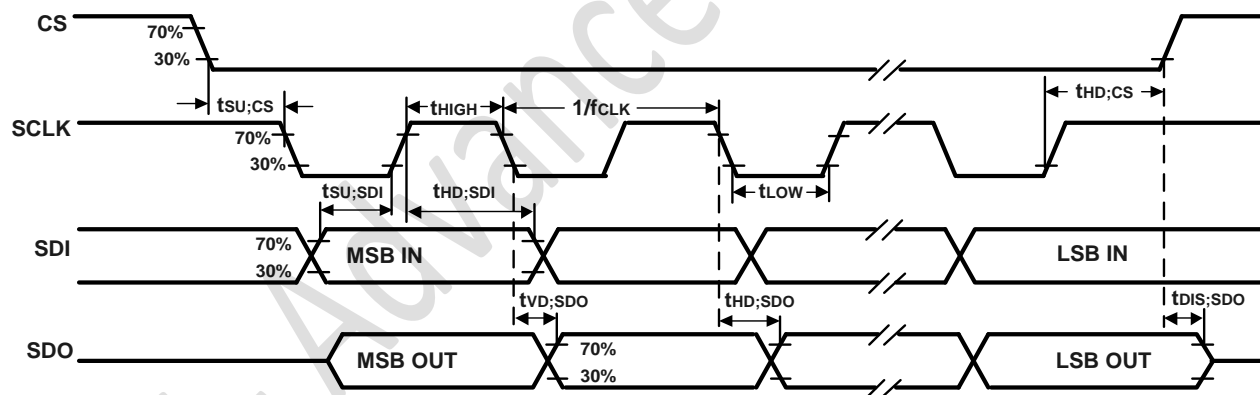 CS
70%
30%
tSU;CS
tHIGH
1/fCLK
tHD;CS
SCLK
70%
30%
tSU;SDI
tHD;SDI
tLOW
SDI
70%
30%
MSB IN
LSB IN
tVD;SDO
tHD;SDO
tDIS;SDO
SDO
MSB OUT
70%
30%
LSB OUT
Advance